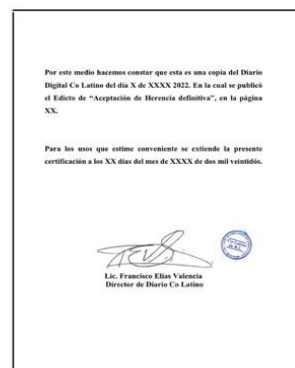 Por este medio hacemos constar que esta es una copia del Diario
Digital Co Latino del día X de XXXX 2022. En la cual se publicó
el Edicto de “Aceptación de Herencia definitiva”, en la página
XX.
Para los usos que estime conveniente se extiende la presente
certificación a los XX días del mes de XXXX de dos mil veintidós.
Lic. Francisco Elías Valencia
Director de Diario Co Latino